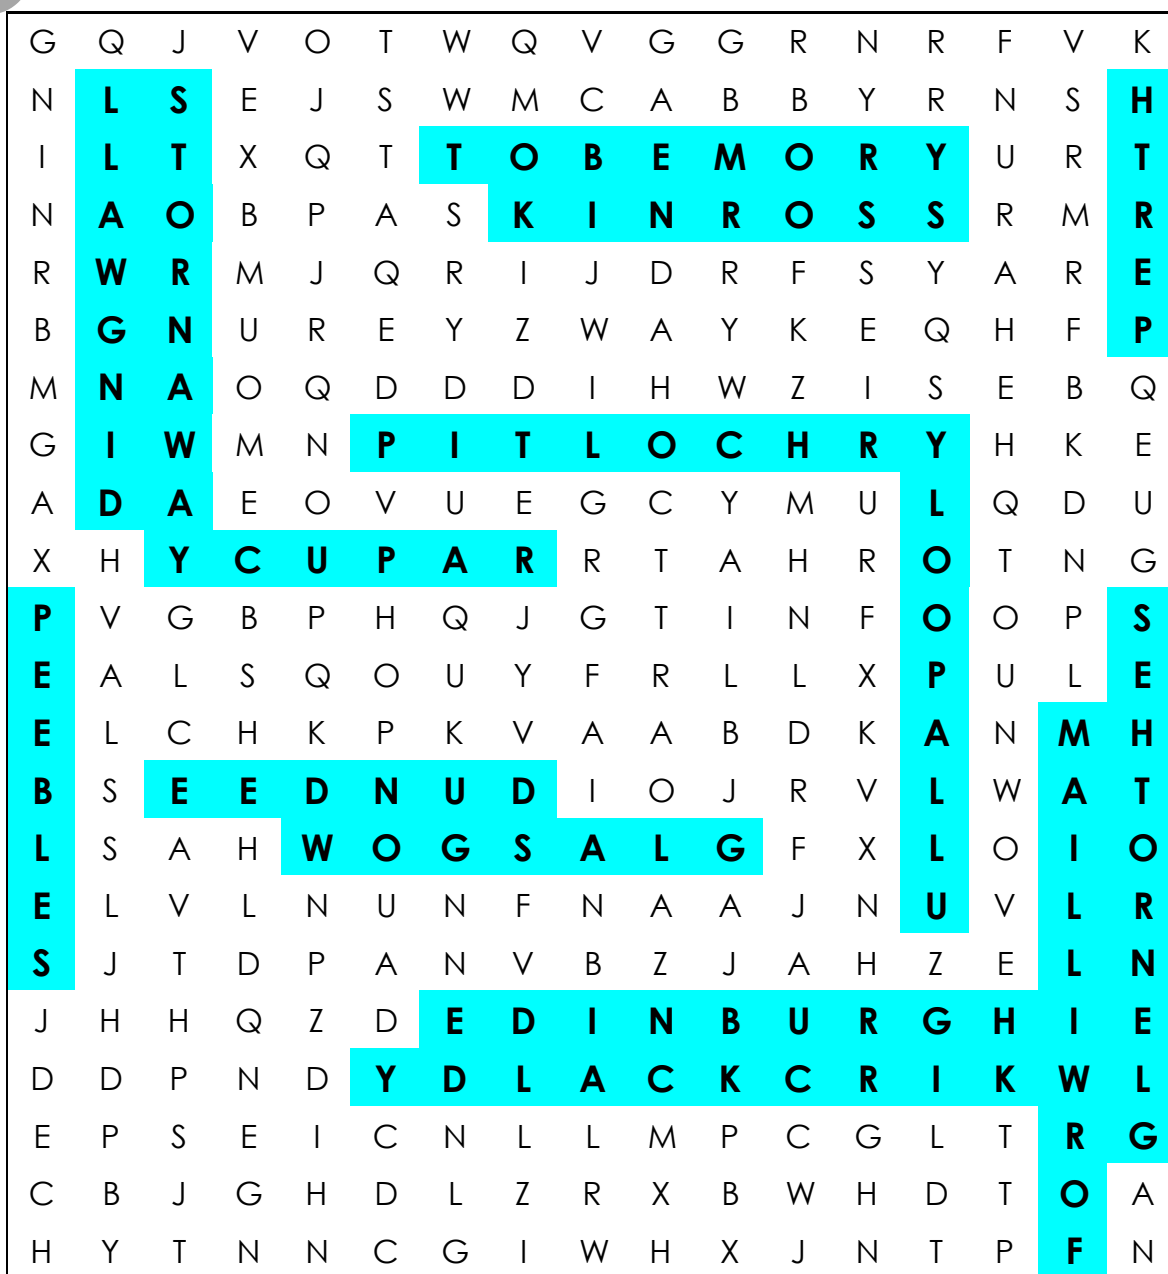 G Q J V O T W Q V G G R N R F V K
N L S E J S W M C A B B Y R N S H
I L T X Q T T O B E M O R Y U R T
N A O B P A S K I N R O S S R M R
R W R M J Q R I J D R F S Y A R E
B G N U R E Y Z W A Y K E Q H F P
M N A O Q D D D I H W Z I S E B Q
G I W M N P I T L O C H R Y H K E
A D A E O V U E G C Y M U L Q D U
X H Y C U P A R R T A H R O T N G
P V G B P H Q J G T I N F O O P S
E A L S Q O U Y F R L L X P U L E
E L C H K P K V A A B D K A N M H
B S E E D N U D I O J R V L W A T
L S A H W O G S A L G F X L O I O
E L V L N U N F N A A J N U V L R
S J T D P A N V B Z J A H Z E L N
J H H Q Z D E D I N B U R G H I E
D D P N D Y D L A C K C R I K W L
E P S E I C N L L M P C G L T R G
C B J G H D L Z R X B W H D T O A
H Y T N N C G I W H X J N T P F N